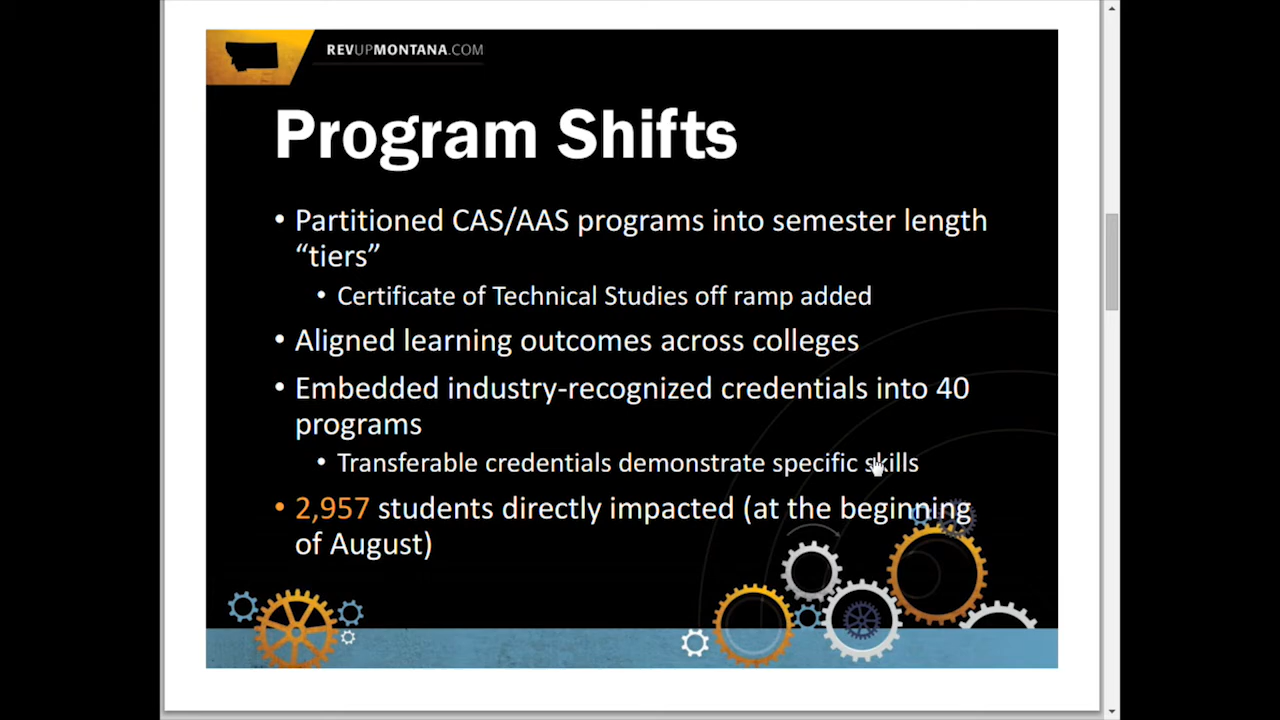 REVUPMONTANA.COM
Program Shifts
• Partitioned CAS/AAS programs into semester length
“tiers”
• Certificate of Technical Studies off ramp added
• Aligned learning outcomes across colleges
• Embedded industry-recognized credentials into 40
programs
• Transferable credentials demonstrate specific skills
• 2,957 students directly impacted (at the beginning
of August)